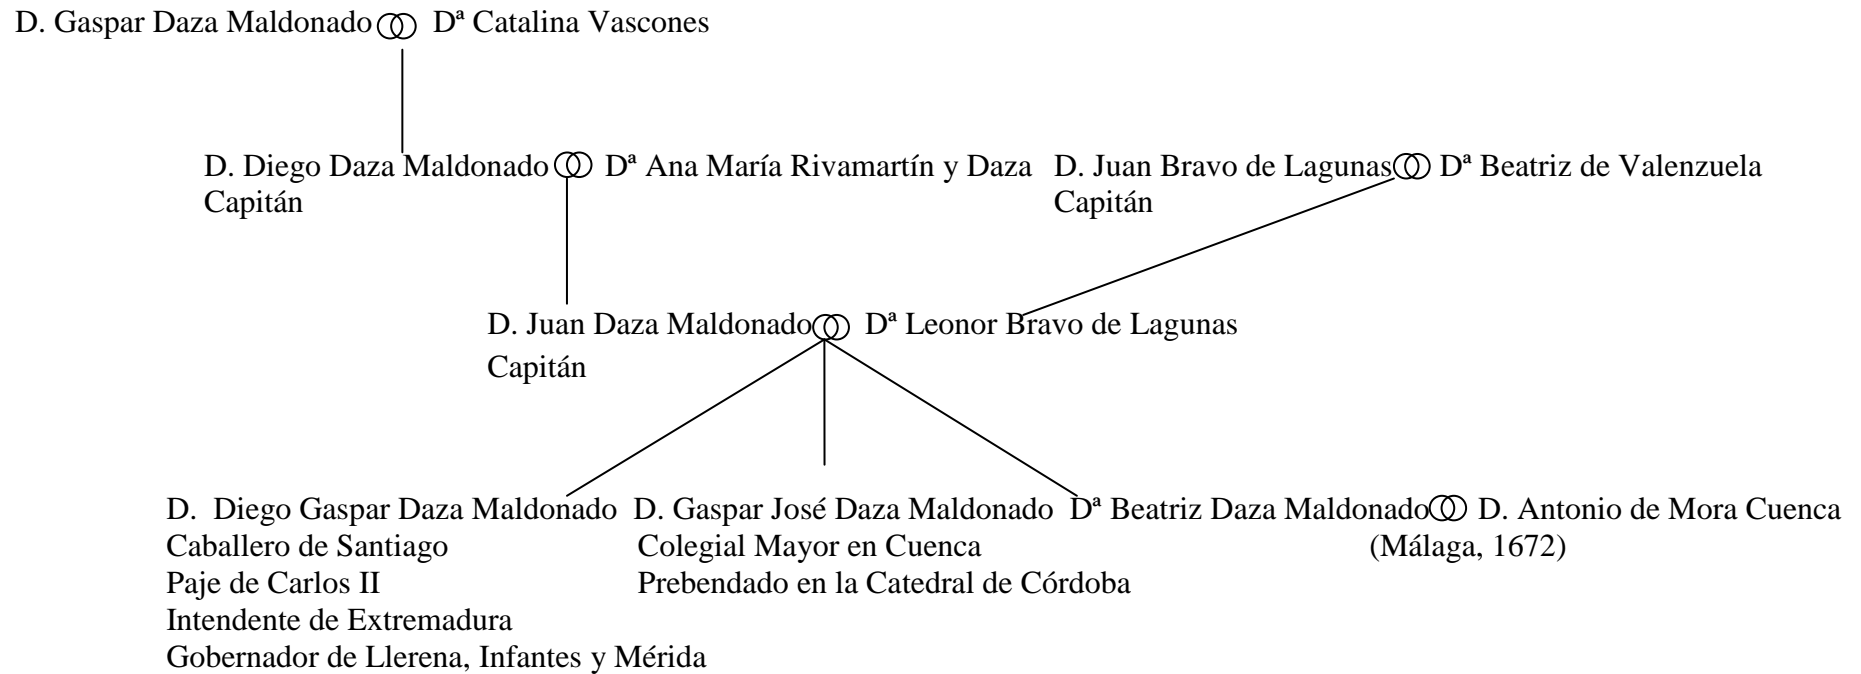 D. Gaspar Daza Maldonado Dª Catalina Vascones
D. Diego Daza Maldonado Dª Ana María Rivamartín y Daza D. Juan Bravo de Lagunas Dª Beatriz de Valenzuela
Capitán Capitán
D. Juan Daza Maldonado Dª Leonor Bravo de Lagunas
Capitán
D. Diego Gaspar Daza Maldonado D. Gaspar José Daza Maldonado Dª Beatriz Daza Maldonado D. Antonio de Mora Cuenca
Caballero de Santiago Colegial Mayor en Cuenca (Málaga, 1672)
Paje de Carlos II Prebendado en la Catedral de Córdoba
Intendente de Extremadura
Gobernador de Llerena, Infantes y Mérida